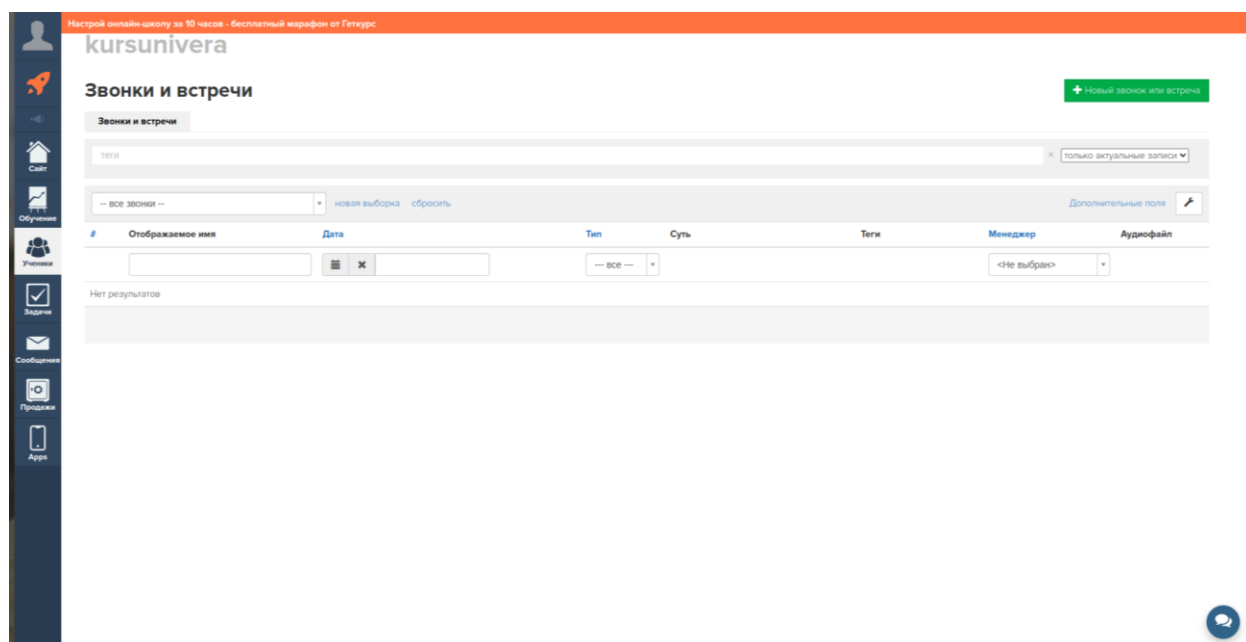 Настрой онлайн-школу за 10 часов - бесплатный марафон от Геткурс
kursunivera
Звонки и встречи
Новый звонок или встреча
Звонки и встречи
теги
только актуальные записи
-- все звонки --
новая выборка сбросить
Дополнительные поля
# Отображаемое имя Дата Тип Суть Теги Менеджер Аудиофайл
--- все ---
<Не выбран>
Нет результатов
Сайт
Обучение
Ученики
Задачи
Сообщения
Продажи
Apps